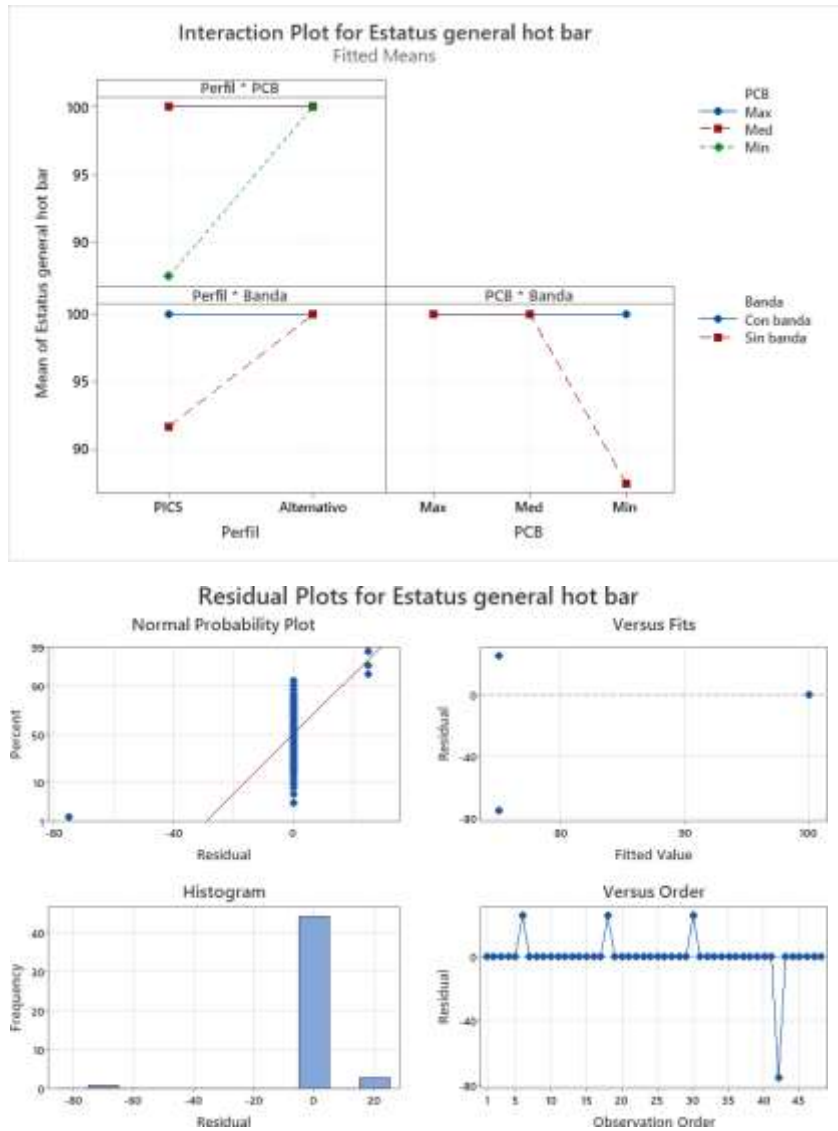 Interaction Plot for Estatus general hot bar
Fitted Means
Perfil * PCB
PCB
Max
Med
Min
100
95
90
Mean of Estatus general hot bar
Perfil * Banda
PCB * Banda
Banda
Con banda
Sin banda
100
95
90
PICS Alternativo Max Med Min
Perfil PCB
Residual Plots for Estatus general hot bar
Normal Probability Plot
99
90
50
10
1
Percent
-80 -40 0
Residual
Versus Fits
0
-40
-80
Residual
80 90 100
Fitted Value
Histogram
40
30
20
10
0
Frequency
-80 -60 -40 -20 0 20
Residual
Versus Order
0
-40
-80
Residual
1 5 10 15 20 25 30 35 40 45
Observation Order